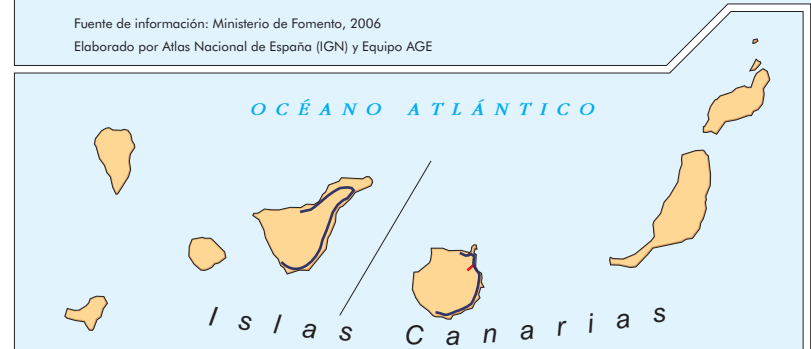 Fuente de información: Ministerio de Fomento, 2006
Elaborado por Atlas Nacional de España (IGN) y Equipo AGE
OCÉANO ATLÁNTICO
Islas Canarias